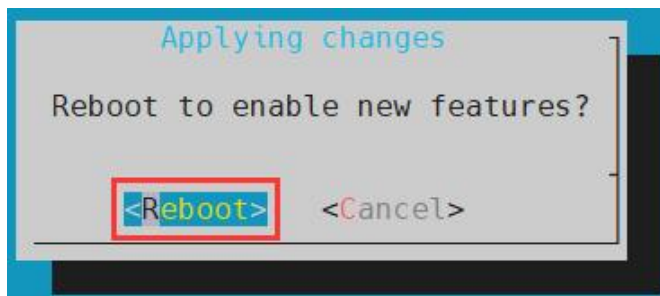 Applying changes
Reboot to enable new features?
<Reboot> <Cancel>